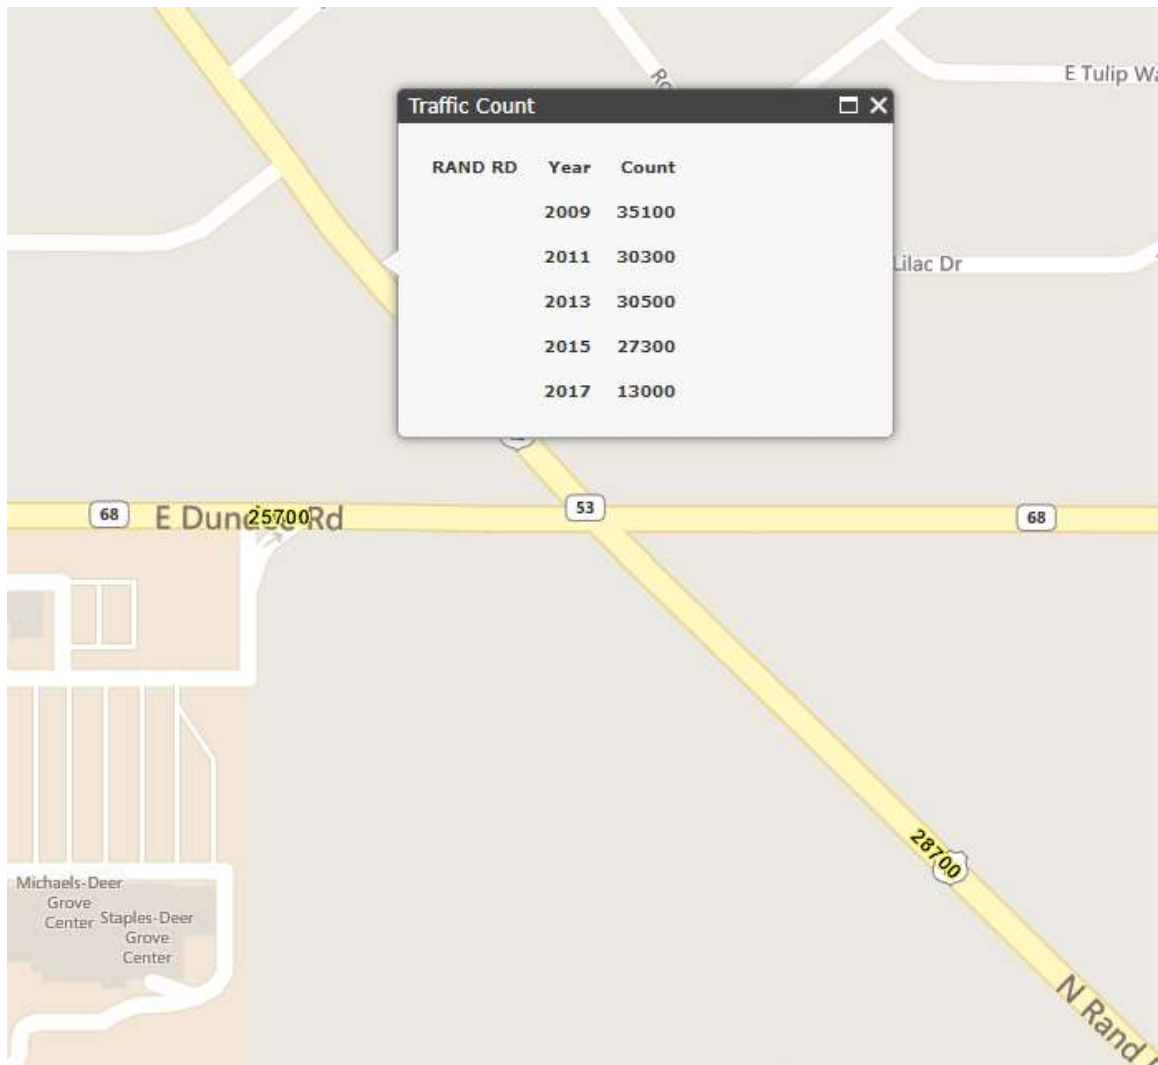 E Tulip Wa
Ro
Traffic Count
RAND RD Year Count
2009 35100
2011 30300
2013 30500
2015 27300
2017 13000
Lilac Dr
68
E Dundee Rd
25700
53
68
28700
Michaels-Deer
Grove
Center
Staples-Deer
Grove
Center
N Rand